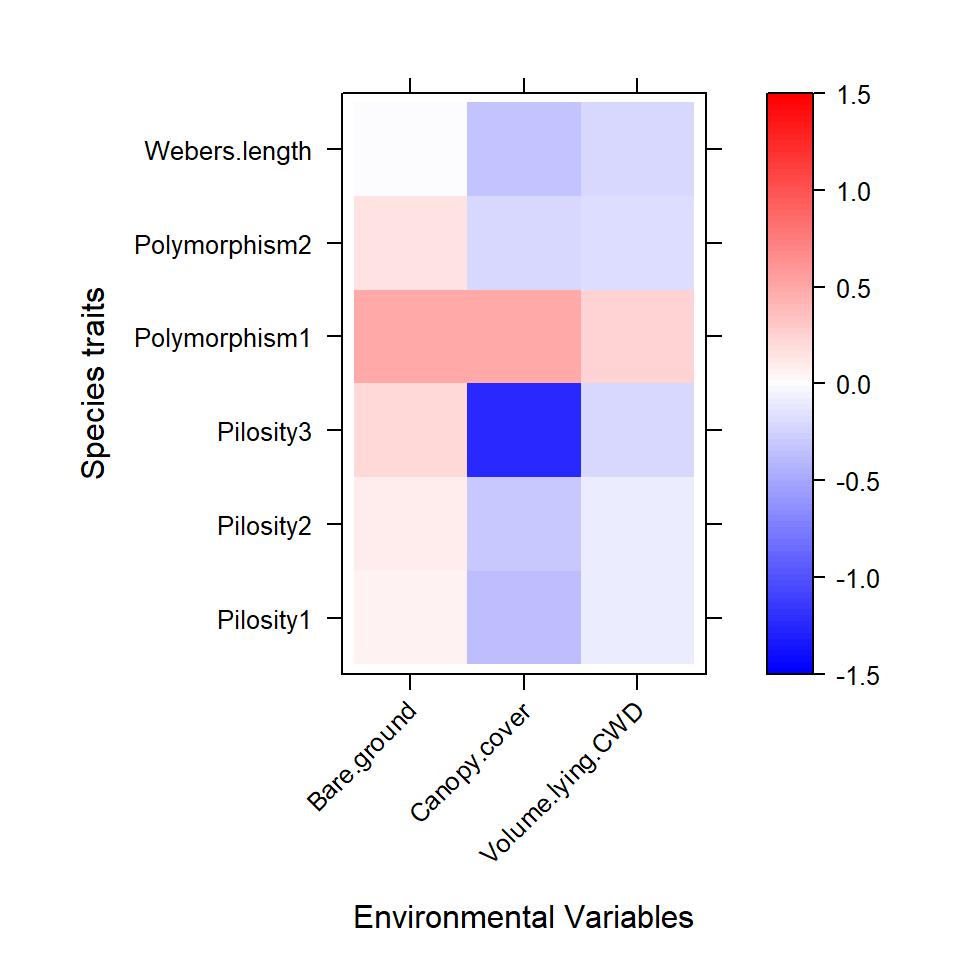 Species traits
Webers.length
Polymorphism2
Polymorphism1
Pilosity3
Pilosity2
Pilosity1
Bare.ground
Canopy.cover
Volume.lying.CWD
Environmental Variables
1.5
1.0
0.5
0.0
-0.5
-1.0
-1.5